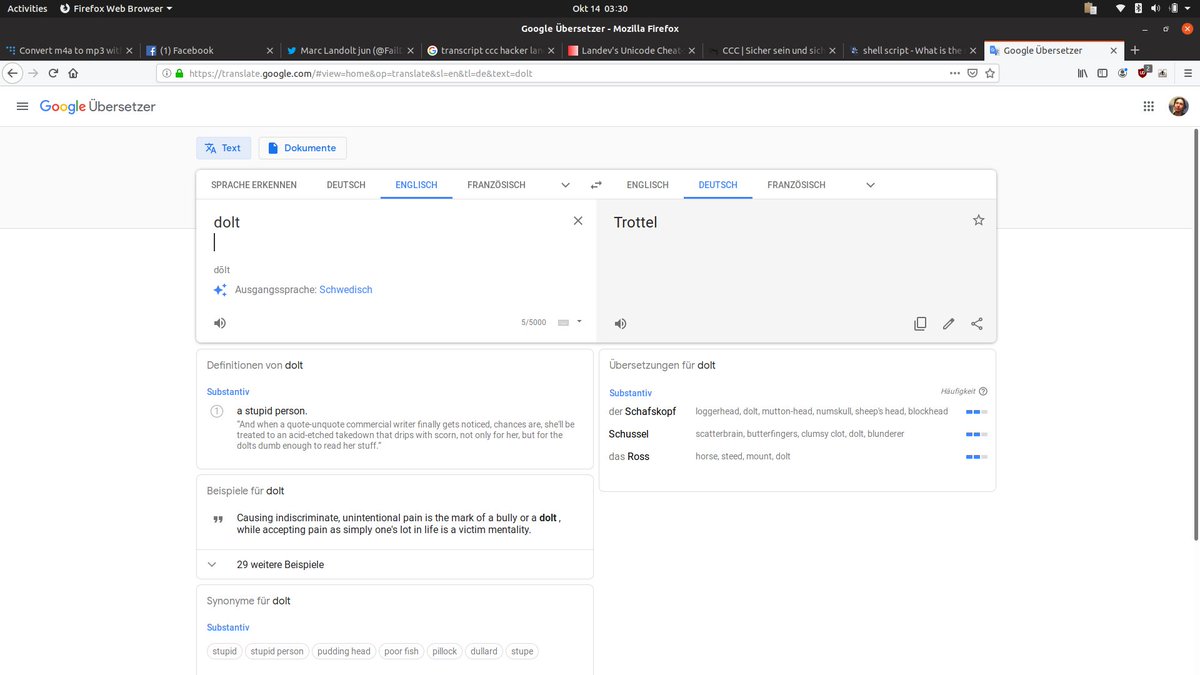 Activities Firefox Web Browser Okt 14 03:30
Google Übersetzer - Mozilla Firefox
Convert m4a to mp3 wit (1) Facebook Marc Landolt jun (@Fail transcript ccc hacker lan Landev's Unicode Cheat- CCC | Sicher sein und sich shell script - What is the Google Übersetzer
https://translate.google.com/#view=home&op=translate&sl=en&tl=de&text=dolt
Google Übersetzer
Text Dokumente
SPRACHE ERKENNEN DEUTSCH ENGLISCH FRANZÖSISCH ENGLISCH DEUTSCH FRANZÖSISCH
dolt Trottel
dōlt
Ausgangssprache: Schwedisch
5/5000
Definitionen von dolt
Substantiv
1 a stupid person.
"And when a quote-unquote commercial writer finally gets noticed, chances are, she'll be
treated to an acid-etched takedown that drips with scorn, not only for her, but for the
dolts dumb enough to read her stuff."
Beispiele für dolt
Causing indiscriminate, unintentional pain is the mark of a bully or a dolt ,
while accepting pain as simply one's lot in life is a victim mentality.
29 weitere Beispiele
Synonyme für dolt
Substantiv
stupid stupid person pudding head poor fish pillock dullard stupe
Übersetzungen für dolt
Substantiv Häufigkeit
der Schafskopf loggerhead, dolt, mutton-head, numskull, sheep's head, blockhead
Schussel scatterbrain, butterfingers, clumsy clot, dolt, blunderer
das Ross horse, steed, mount, dolt